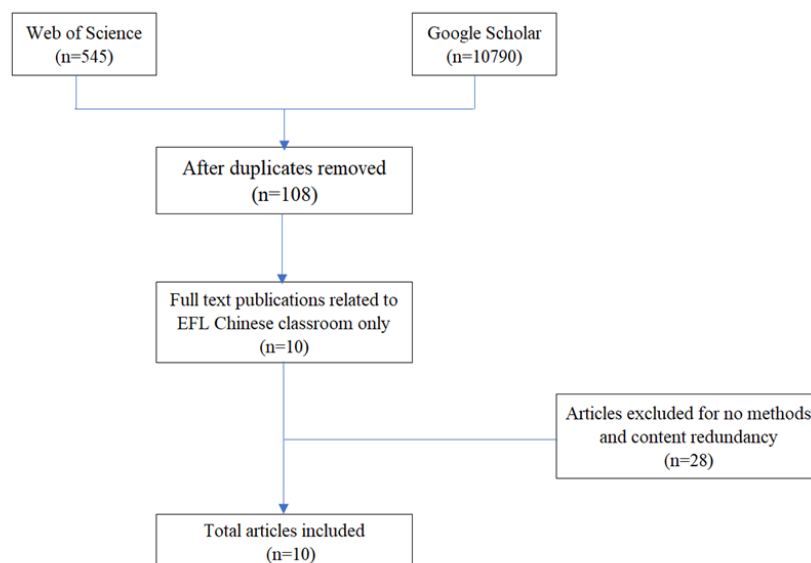 Web of Science
(n=545)
Google Scholar
(n=10790)
After duplicates removed
(n=108)
Full text publications related to
EFL Chinese classroom only
(n=10)
Articles excluded for no methods
and content redundancy
(n=28)
Total articles included
(n=10)